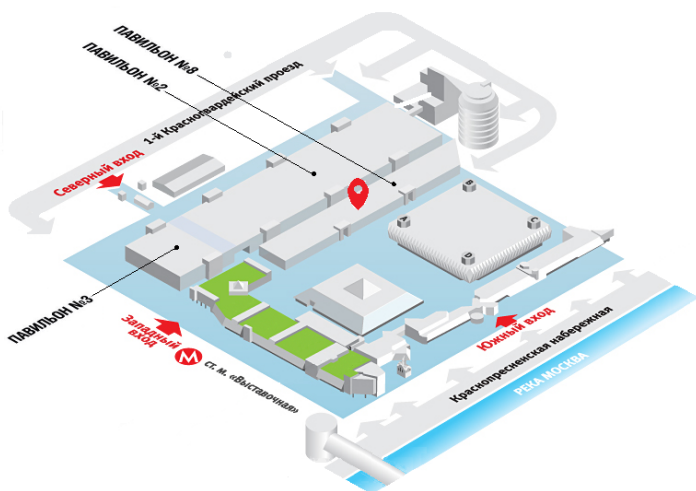 ПАВИЛЬОН №8
ПАВИЛЬОН №2
1-й Красногвардейский проезд
Северный вход
ПАВИЛЬОН №3
Западный
вход
М
ст. м. «Выставочная»
Южный вход
Краснопресненская набережная
РЕКА МОСКВА
A
B
C
D